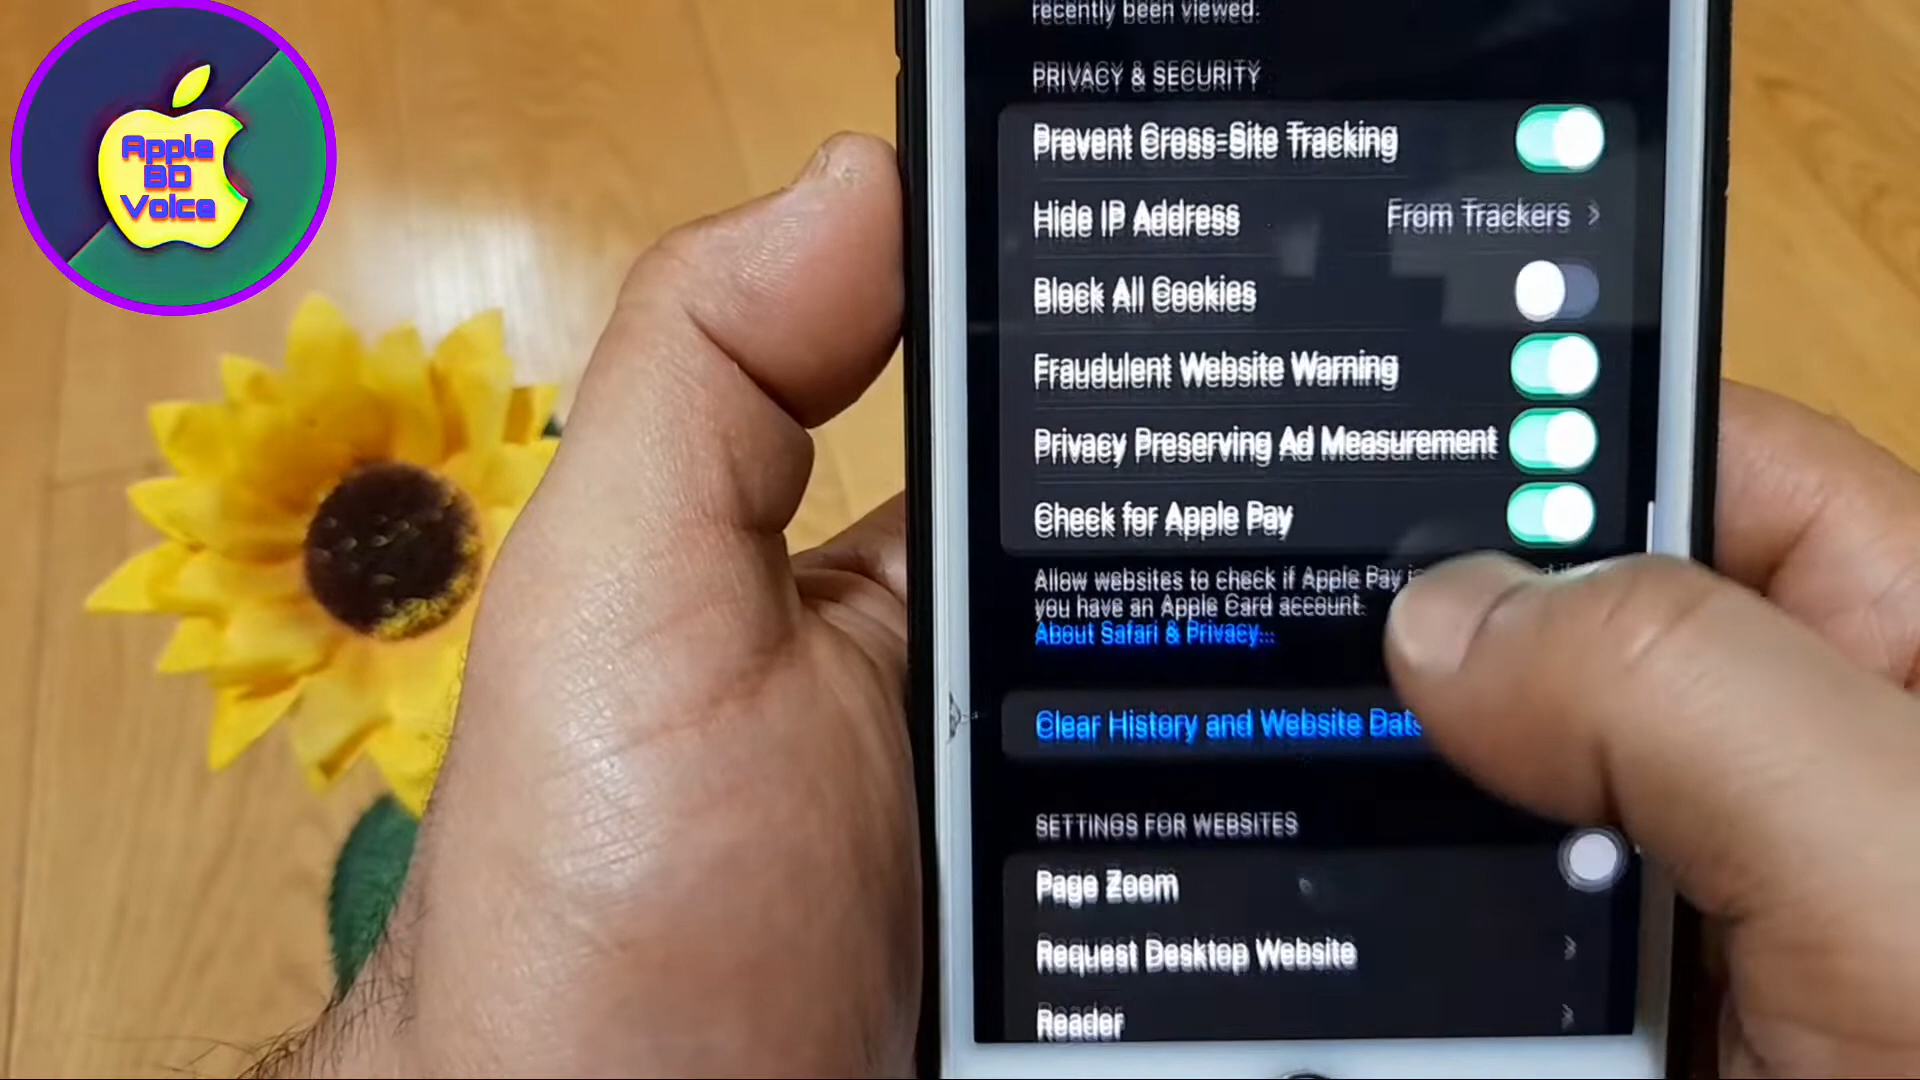 Apple
BD
Voice
recently been viewed.
PRIVACY & SECURITY
Prevent Cross-Site Tracking
Hide IP Address From Trackers
Block All Cookies
Fraudulent Website Warning
Privacy Preserving Ad Measurement
Check for Apple Pay
Allow websites to check if Apple Pay
you have an Apple Card account.
About Safari & Privacy...
Clear History and Website Data
SETTINGS FOR WEBSITES
Page Zoom
Request Desktop Website
Reader